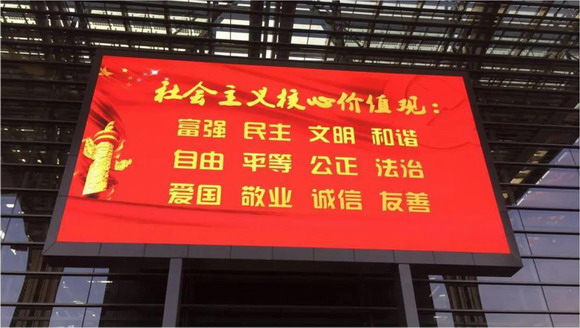 社会主义核心价值观：
富强 民主 文明 和谐
自由 平等 公正 法治
爱国 敬业 诚信 友善